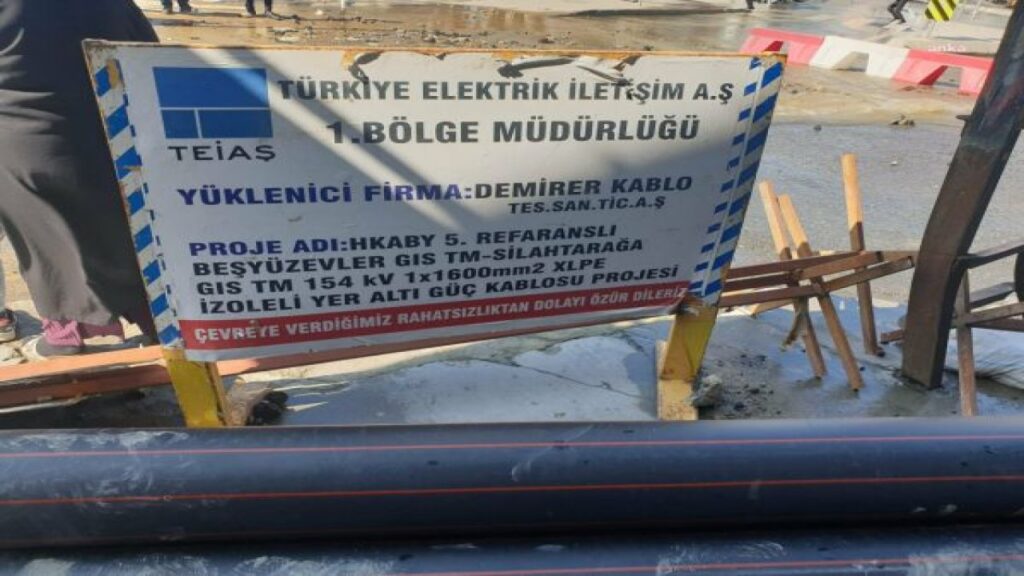 TÜRKİYE ELEKTRİK İLETİŞİM A.Ş
1.BÖLGE MÜDÜRLÜĞÜ
TEİAŞ
YÜKLENİCİ FİRMA:DEMİRER KABLO
TES.SAN.TİC.A.Ş
PROJE ADI:HKABY 5. REFARANSLI
BEŞYÜZEVLER GIS TM-SİLAHTARAĞA
GIS TM 154 kV 1x1600mm2 XLPE
İZOLELİ YER ALTI GÜÇ KABLOSU PROJESİ
ÇEVREYE VERDİĞİMİZ RAHATSIZLIKTAN DOLAYI ÖZÜR DİLERİZ
anka